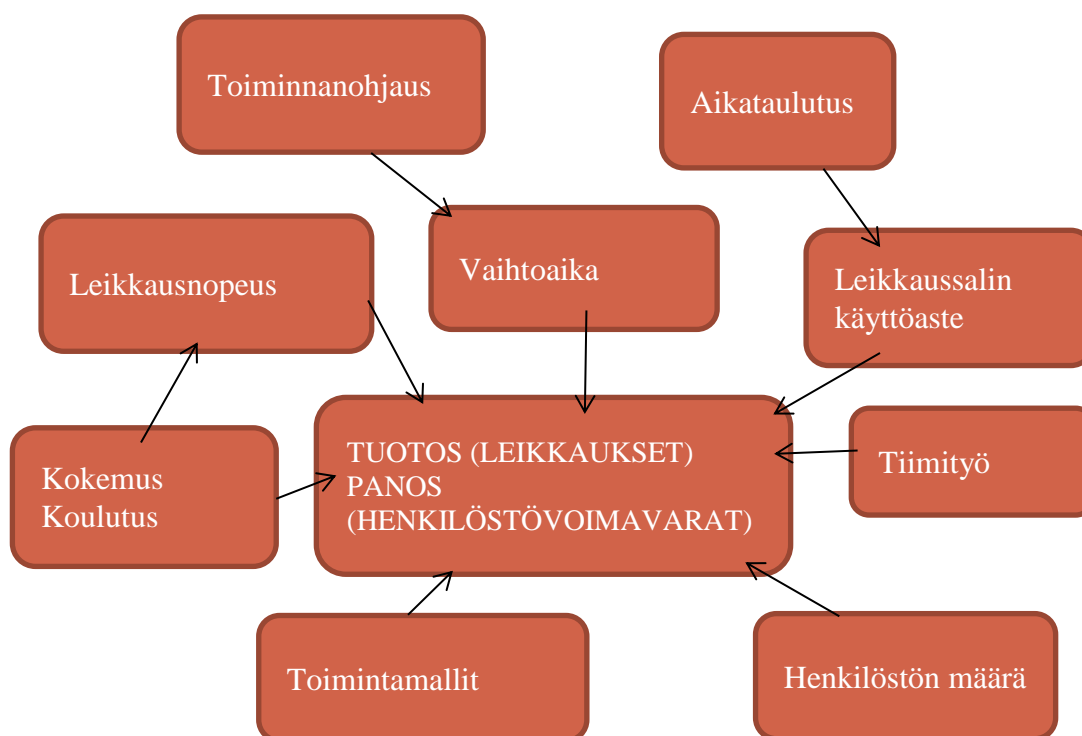 Toiminnanohjaus
Aikataulutus
Leikkausnopeus
Vaihtoaika
Leikkaussalin
käyttöaste
Kokemus
Koulutus
TUOTOS (LEIKKAUKSET)
PANOS
(HENKILÖSTÖVOIMAVARAT)
Tiimityö
Toimintamallit
Henkilöstön määrä